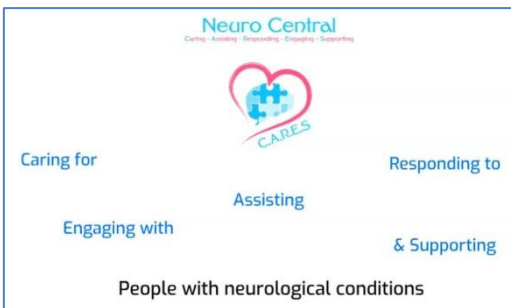 Neuro Central
Caring - Assisting - Responding - Engaging - Supporting
C.A.R.E.S
Caring for
Responding to
Assisting
Engaging with
& Supporting
People with neurological conditions